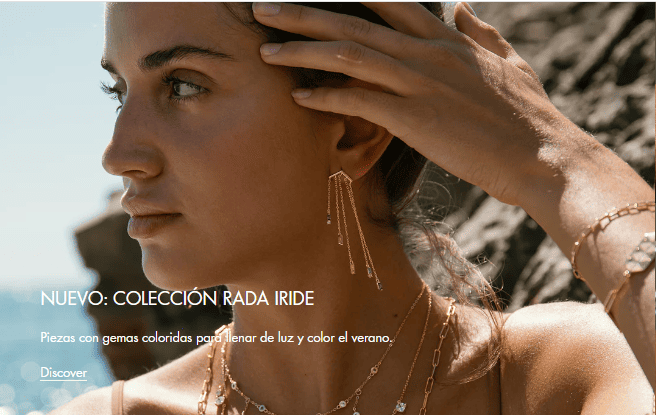 NUEVO: COLECCIÓN RADA IRIDE
Piezas con gemas coloridas para llenar de luz y color el verano.
Discover